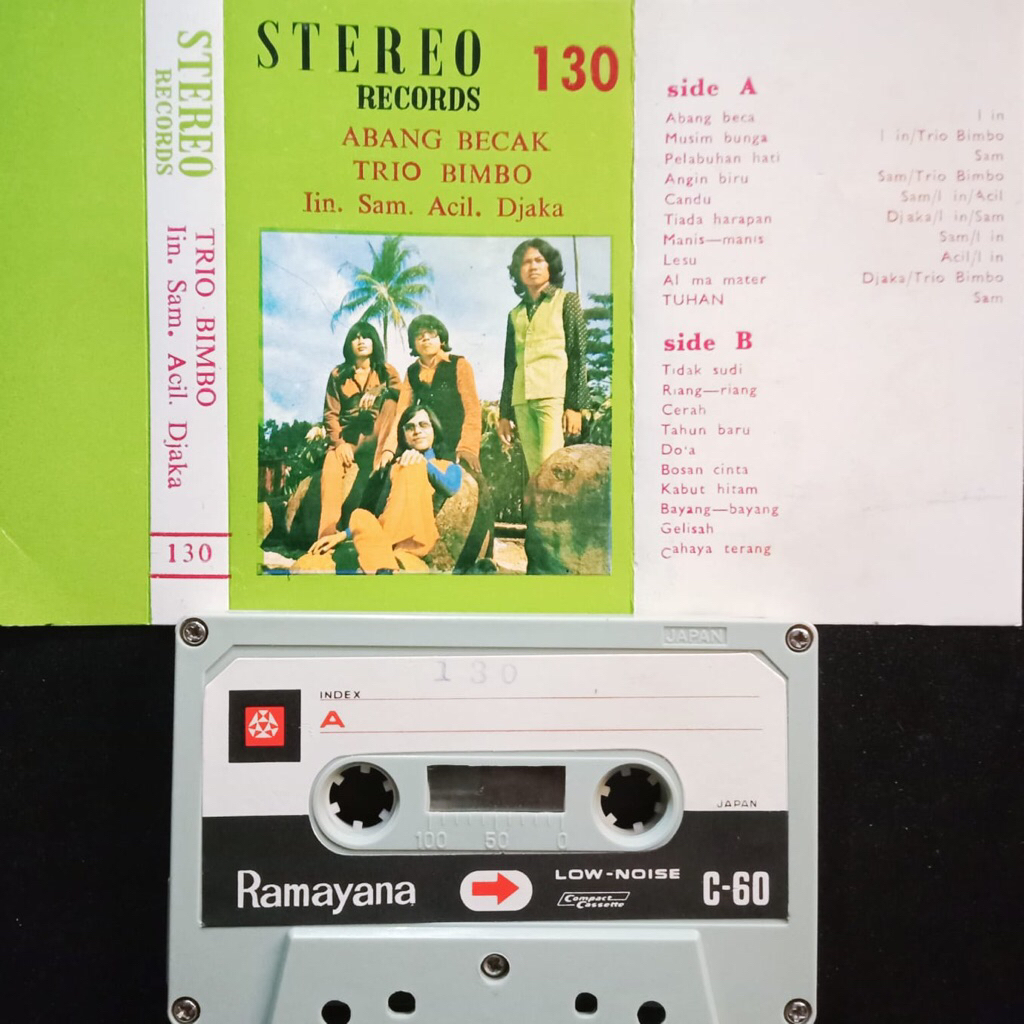 STEREO
RECORDS
TRIO BIMBO
Iin. Sam. Acil. Djaka
130
STEREO
RECORDS
130
ABANG BECAK
TRIO BIMBO
Iin. Sam. Acil. Djaka
side A
Abang beca I in
Musim bunga I in/Trio Bimbo
Pelabuhan hati Sam
Angin biru Sam/Trio Bimbo
Candu Sam/I in/Acil
Tiada harapan Djaka/I in/Sam
Manis—manis Sam/I in
Lesu Acil/I in
Al ma mater Djaka/Trio Bimbo
TUHAN Sam
side B
Tidak sudi
Riang—riang
Cerah
Tahun baru
Do'a
Bosan cinta
Kabut hitam
Bayang—bayang
Gelisah
Cahaya terang
JAPAN
130
INDEX
A
JAPAN
100 50 0
Ramayana
LOW-NOISE
Compact
Cassette
C-60